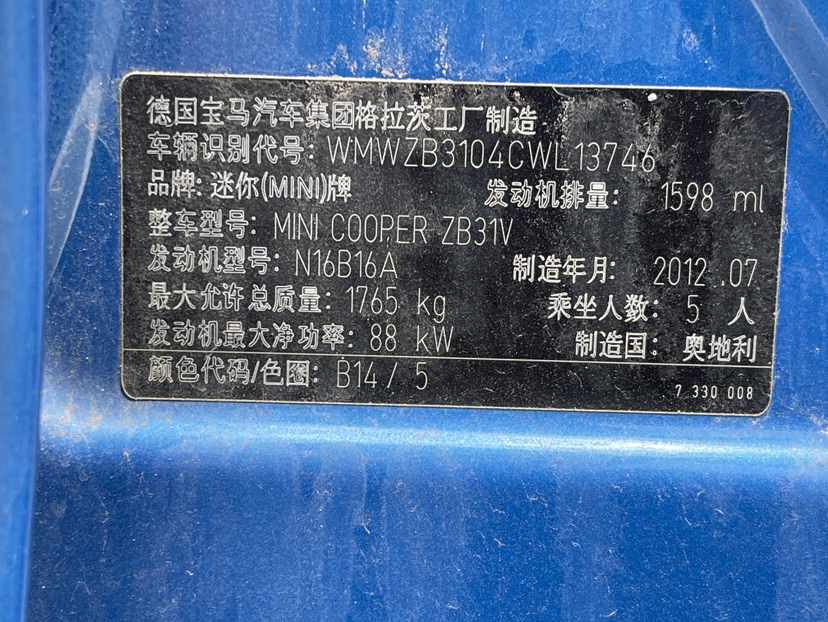 德国宝马汽车集团格拉茨工厂制造
车辆识别代号: WMWZB3104CWL13746
品牌: 迷你(MINI)牌 发动机排量: 1598 ml
整车型号: MINI COOPER ZB31V
发动机型号: N16B16A 制造年月: 2012.07
最大允许总质量: 1765 kg 乘坐人数: 5 人
发动机最大净功率: 88 kW 制造国: 奥地利
颜色代码/色圈: B14 / 5
7 330 008